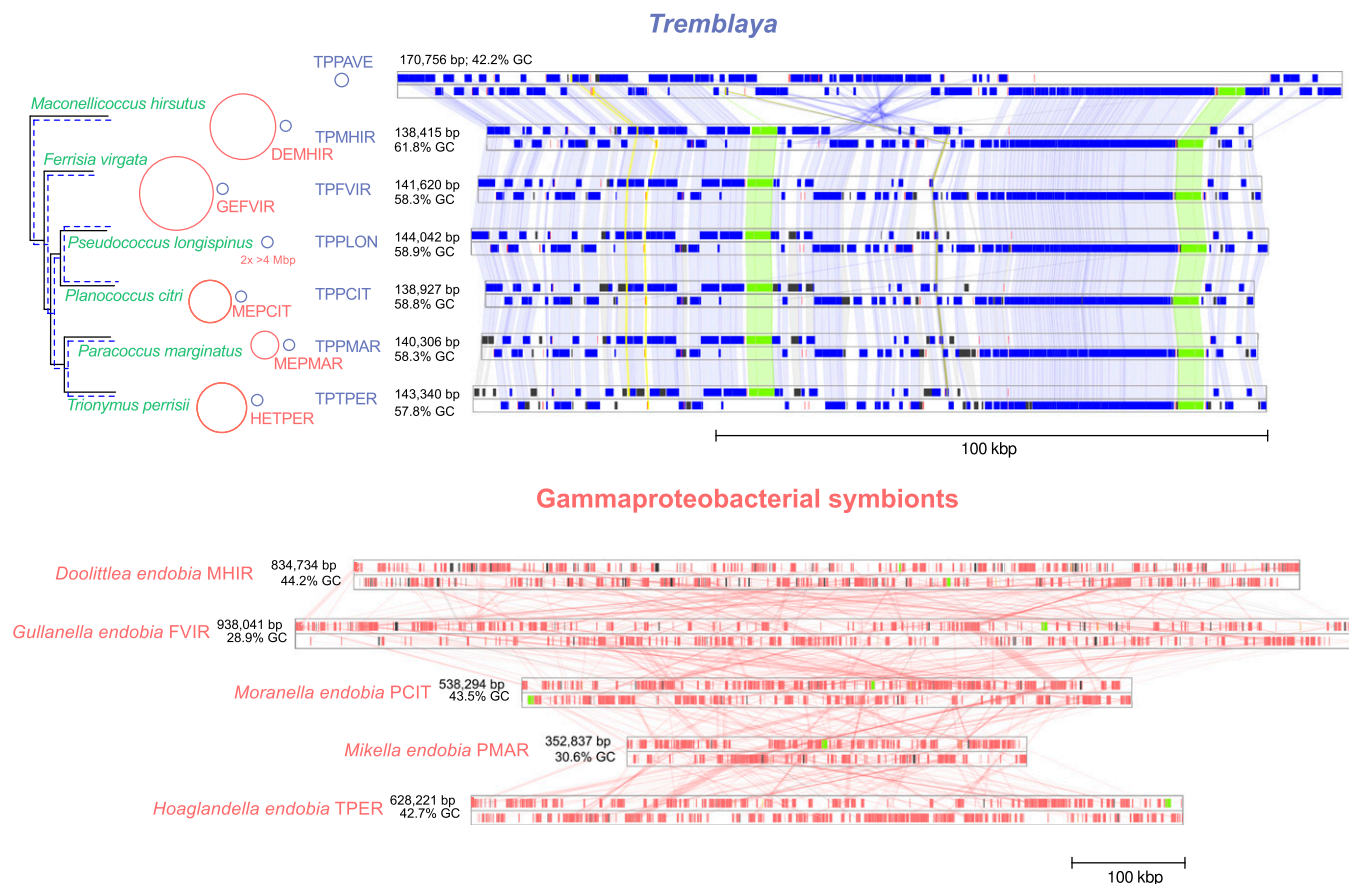 Tremblaya
TPPAVE
170,756 bp; 42.2% GC
Maconellicoccus hirsutus
DEMHIR
TPMHIR
138,415 bp
61.8% GC
Ferrisia virgata
GEFVIR
TPFVIR
141,620 bp
58.3% GC
Pseudococcus longispinus
2x >4 Mbp
TPPLON
144,042 bp
58.9% GC
Planococcus citri
MEPCIT
TPPCIT
138,927 bp
58.8% GC
Paracoccus marginatus
MEPMAR
TPPMAR
140,306 bp
58.3% GC
Trionymus perrisii
HETPER
TPTPER
143,340 bp
57.8% GC
100 kbp
Gammaproteobacterial symbionts
Doolittlea endobia MHIR
834,734 bp
44.2% GC
Gullanella endobia FVIR
938,041 bp
28.9% GC
Moranella endobia PCIT
538,294 bp
43.5% GC
Mikella endobia PMAR
352,837 bp
30.6% GC
Hoaglandella endobia TPER
628,221 bp
42.7% GC
100 kbp